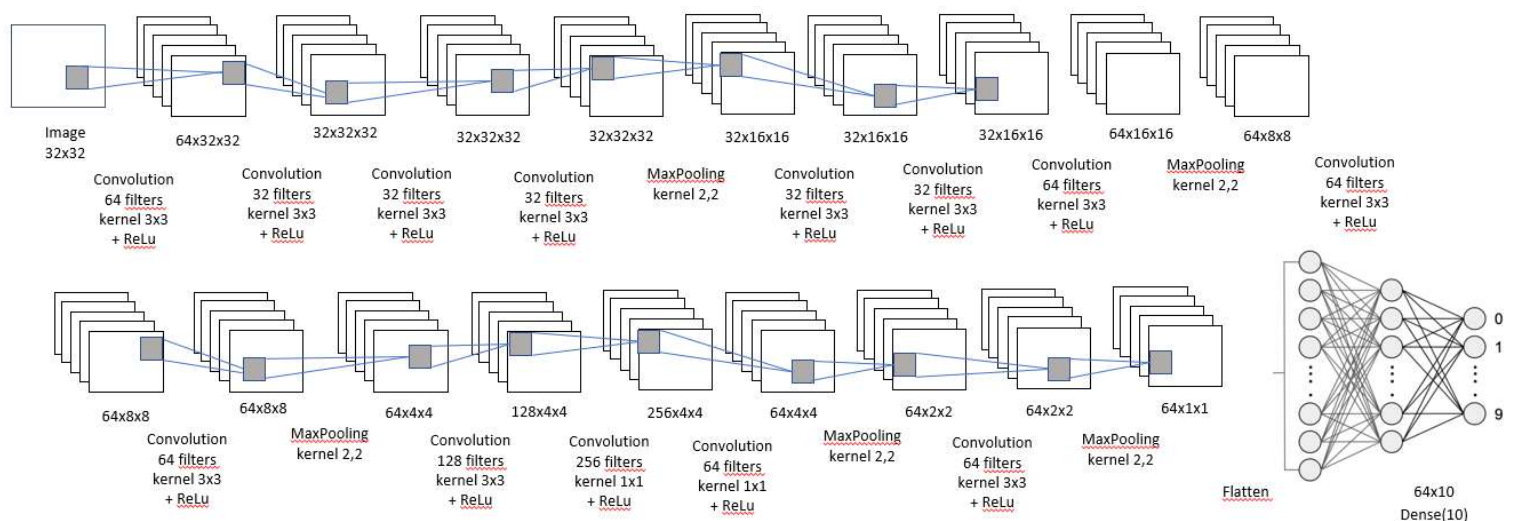 Image
32x32
64x32x32
32x32x32
32x32x32
32x32x32
32x16x16
32x16x16
32x16x16
64x16x16
64x8x8
Convolution
64 filters
kernel 3x3
+ ReLu
Convolution
32 filters
kernel 3x3
+ ReLu
Convolution
32 filters
kernel 3x3
+ ReLu
Convolution
32 filters
kernel 3x3
+ ReLu
MaxPooling
kernel 2,2
Convolution
32 filters
kernel 3x3
+ ReLu
Convolution
32 filters
kernel 3x3
+ ReLu
Convolution
64 filters
kernel 3x3
+ ReLu
MaxPooling
kernel 2,2
Convolution
64 filters
kernel 3x3
+ ReLu
64x8x8
64x8x8
64x4x4
128x4x4
256x4x4
64x4x4
64x2x2
64x2x2
64x1x1
Convolution
64 filters
kernel 3x3
+ ReLu
MaxPooling
kernel 2,2
Convolution
128 filters
kernel 3x3
+ ReLu
Convolution
256 filters
kernel 1x1
+ ReLu
Convolution
64 filters
kernel 1x1
+ ReLu
MaxPooling
kernel 2,2
Convolution
64 filters
kernel 3x3
+ ReLu
MaxPooling
kernel 2,2
Flatten
0
1
9
64x10
Dense(10)